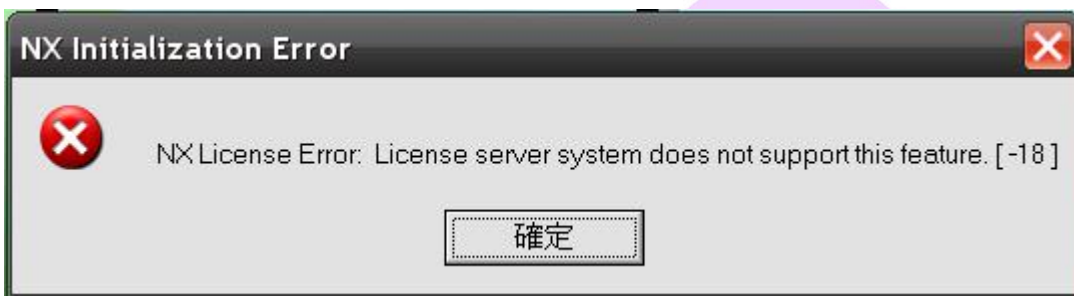 NX Initialization Error
NX License Error: License server system does not support this feature. [-18]
確定